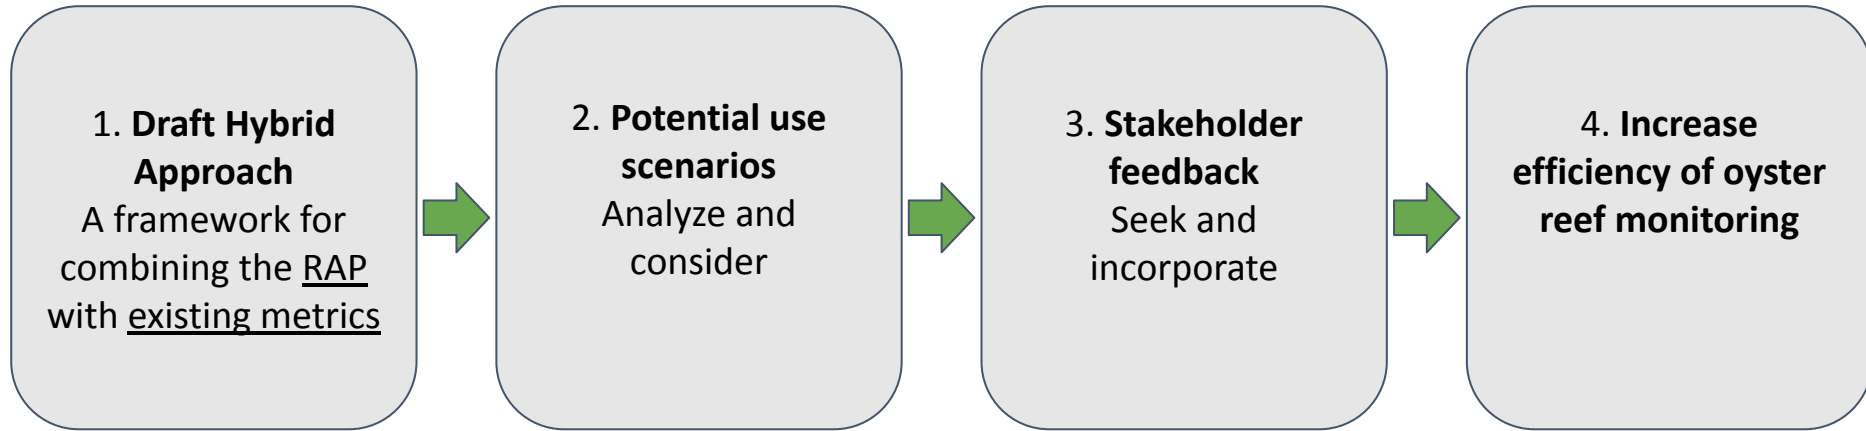 1. Draft Hybrid
Approach
A framework for
combining the RAP
with existing metrics
2. Potential use
scenarios
Analyze and
consider
3. Stakeholder
feedback
Seek and
incorporate
4. Increase
efficiency of oyster
reef monitoring